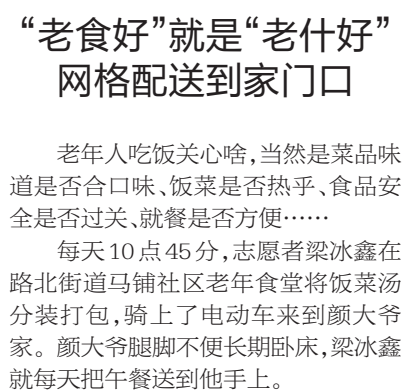 “老食好”就是“老什好”
网格配送到家门口
老年人吃饭关心啥，当然是菜品味
道是否合口味、饭菜是否热乎、食品安
全是否过关、就餐是否方便……
每天10点45分，志愿者梁冰鑫在
路北街道马铺社区老年食堂将饭菜汤
分装打包，骑上了电动车来到颜大爷
家。颜大爷腿脚不便长期卧床，梁冰鑫
就每天把午餐送到他手上。